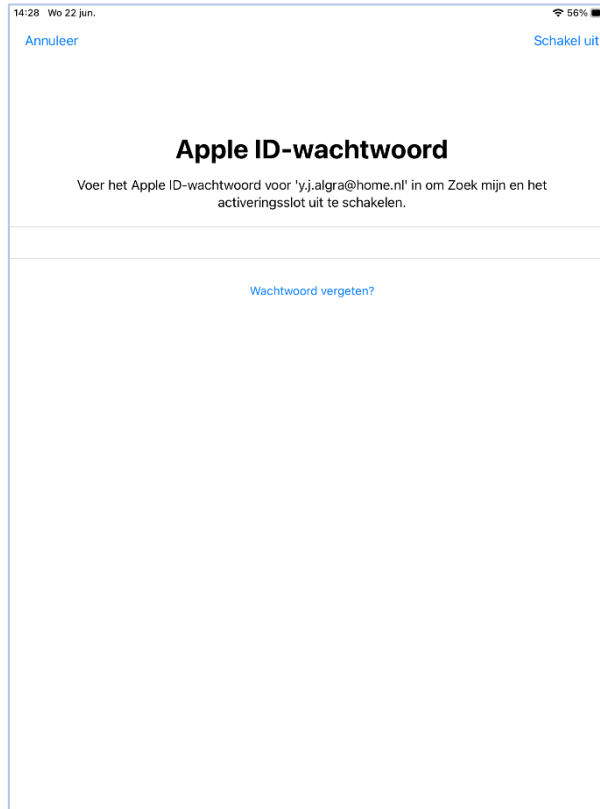 14:28 Wo 22 jun. 56%
Annuleer Schakel uit
Apple ID-wachtwoord
Voer het Apple ID-wachtwoord voor 'y.j.algra@home.nl' in om Zoek mijn en het
activeringsslot uit te schakelen.
Wachtwoord vergeten?